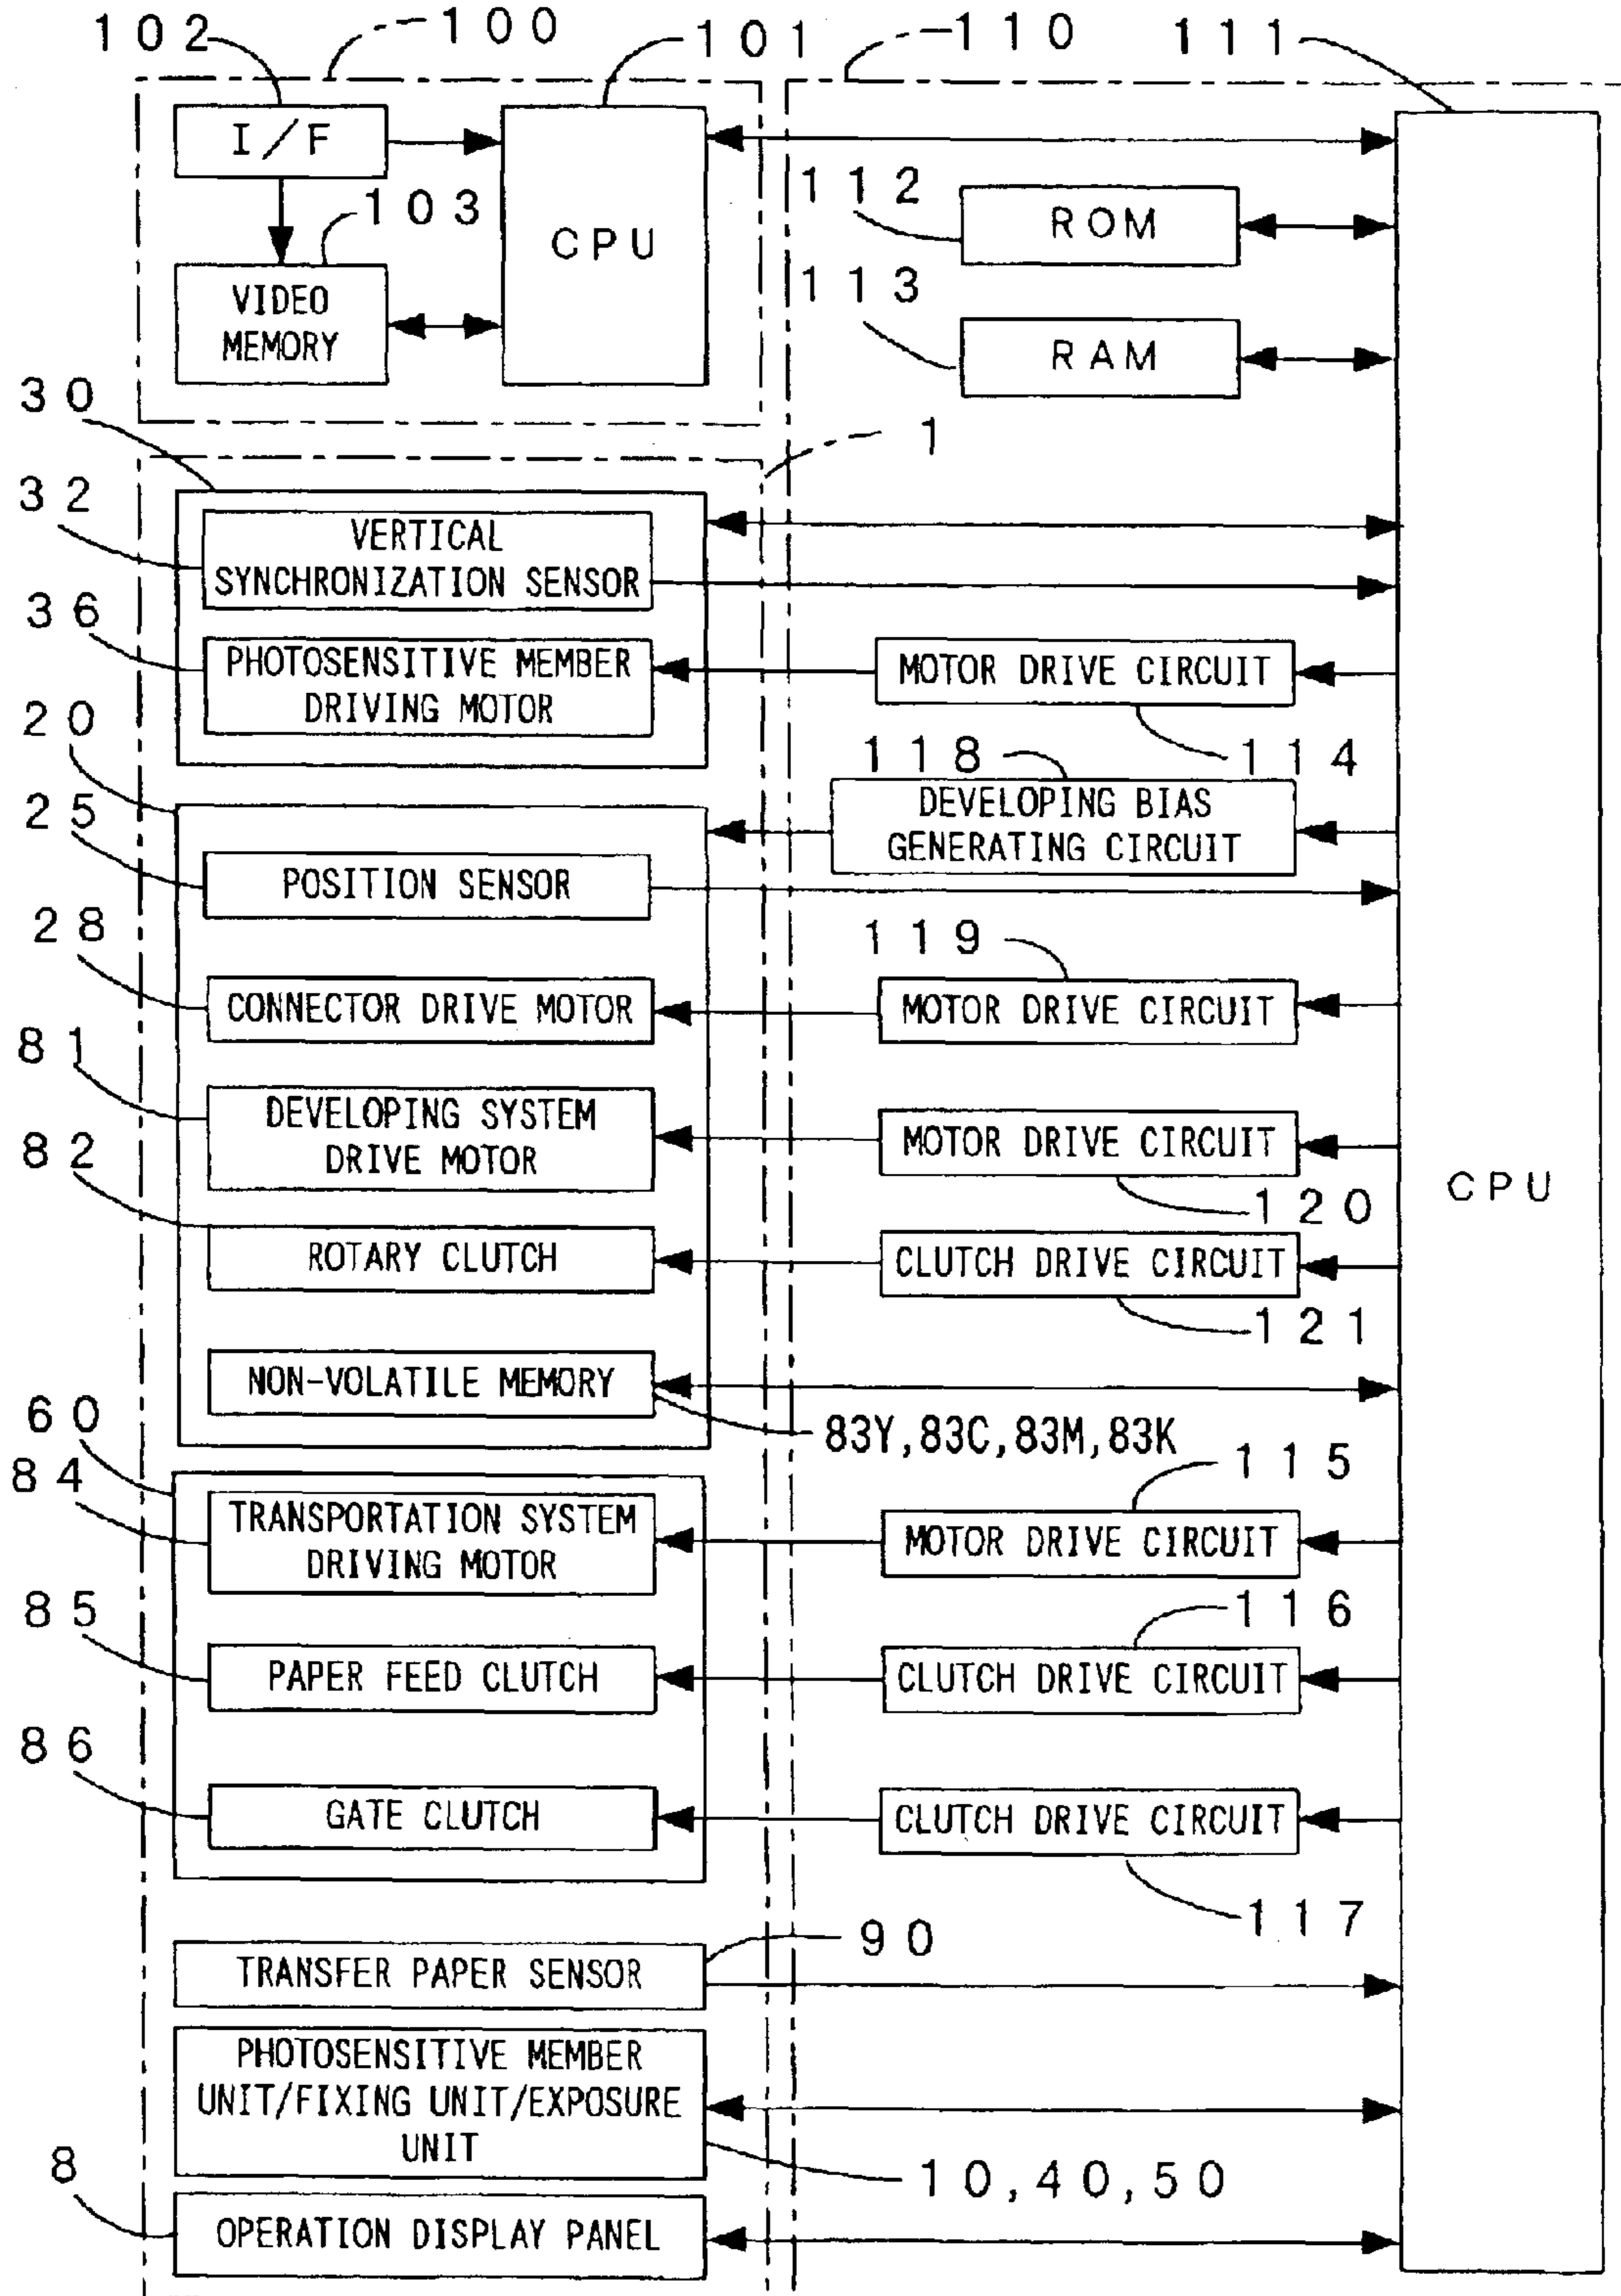 102
100
101
110
111
I/F
103
CPU
112
ROM
VIDEO
MEMORY
113
RAM
30
1
32
VERTICAL
SYNCHRONIZATION SENSOR
36
PHOTOSENSITIVE MEMBER
DRIVING MOTOR
MOTOR DRIVE CIRCUIT
20
118
114
25
DEVELOPING BIAS
GENERATING CIRCUIT
POSITION SENSOR
28
119
CONNECTOR DRIVE MOTOR
MOTOR DRIVE CIRCUIT
81
DEVELOPING SYSTEM
DRIVE MOTOR
MOTOR DRIVE CIRCUIT
82
120
CPU
ROTARY CLUTCH
CLUTCH DRIVE CIRCUIT
121
NON-VOLATILE MEMORY
60
83Y,83C,83M,83K
84
115
TRANSPORTATION SYSTEM
DRIVING MOTOR
MOTOR DRIVE CIRCUIT
85
116
PAPER FEED CLUTCH
CLUTCH DRIVE CIRCUIT
86
GATE CLUTCH
CLUTCH DRIVE CIRCUIT
117
90
TRANSFER PAPER SENSOR
PHOTOSENSITIVE MEMBER
UNIT/FIXING UNIT/EXPOSURE
UNIT
8
10,40,50
OPERATION DISPLAY PANEL